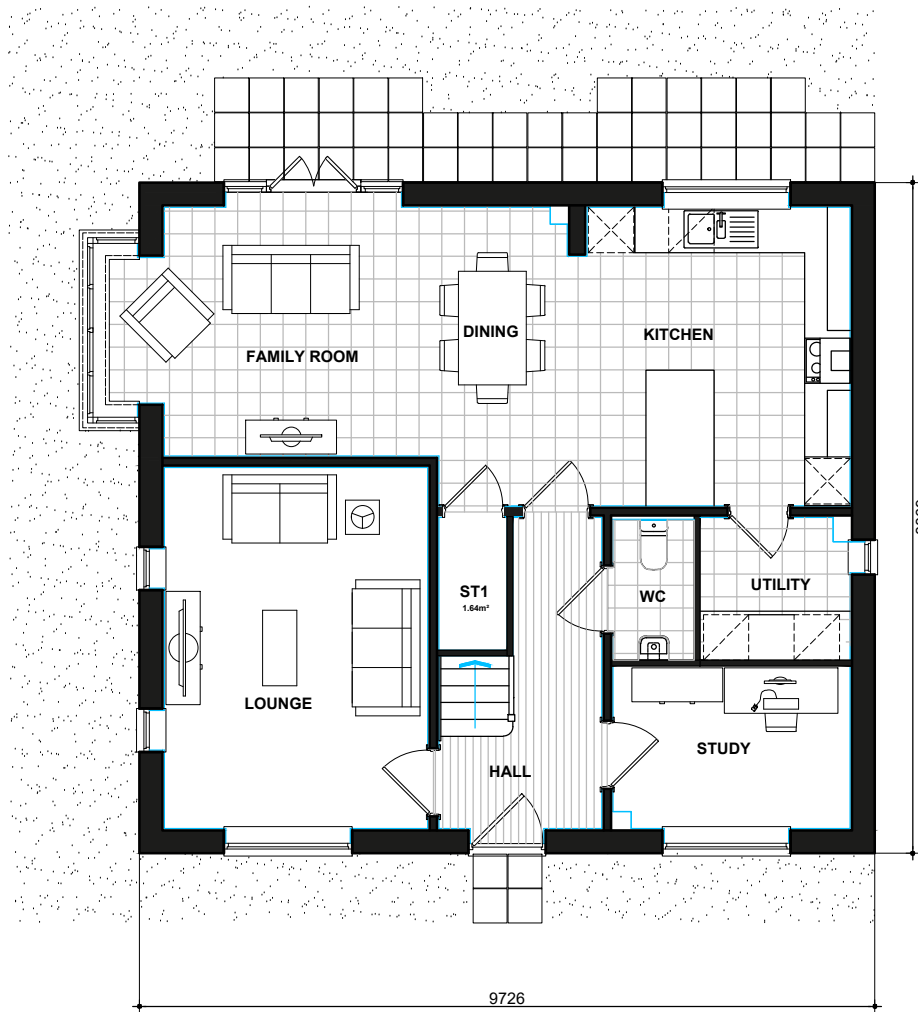 DINING
KITCHEN
FAMILY ROOM
UTILITY
ST1
1.64m²
WC
LOUNGE
STUDY
HALL
9726